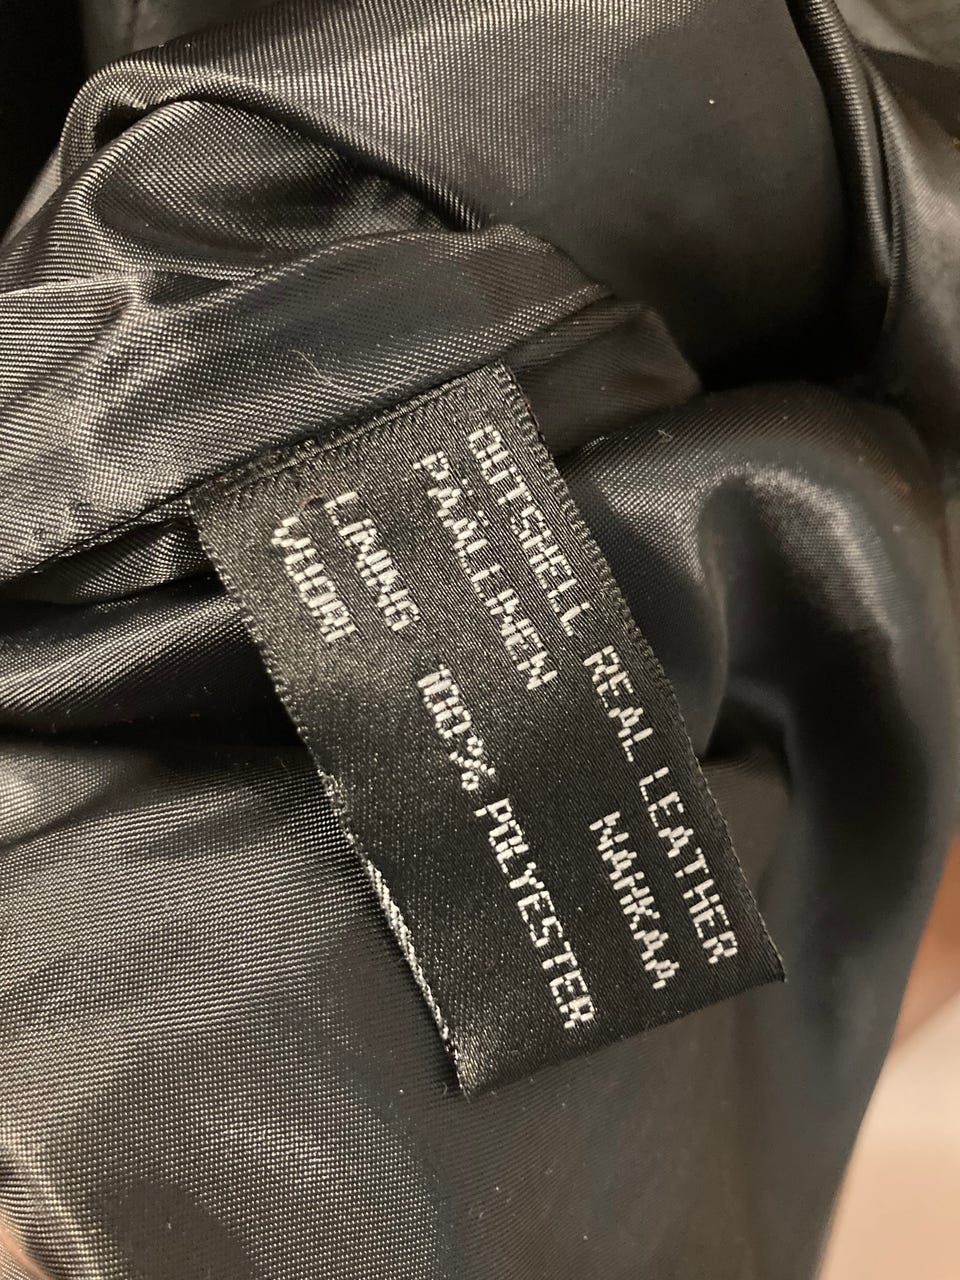 OUTSHELL REAL LEATHER
PÄÄLLINEN NAHKAA
LINING 100% POLYESTER
VUORI